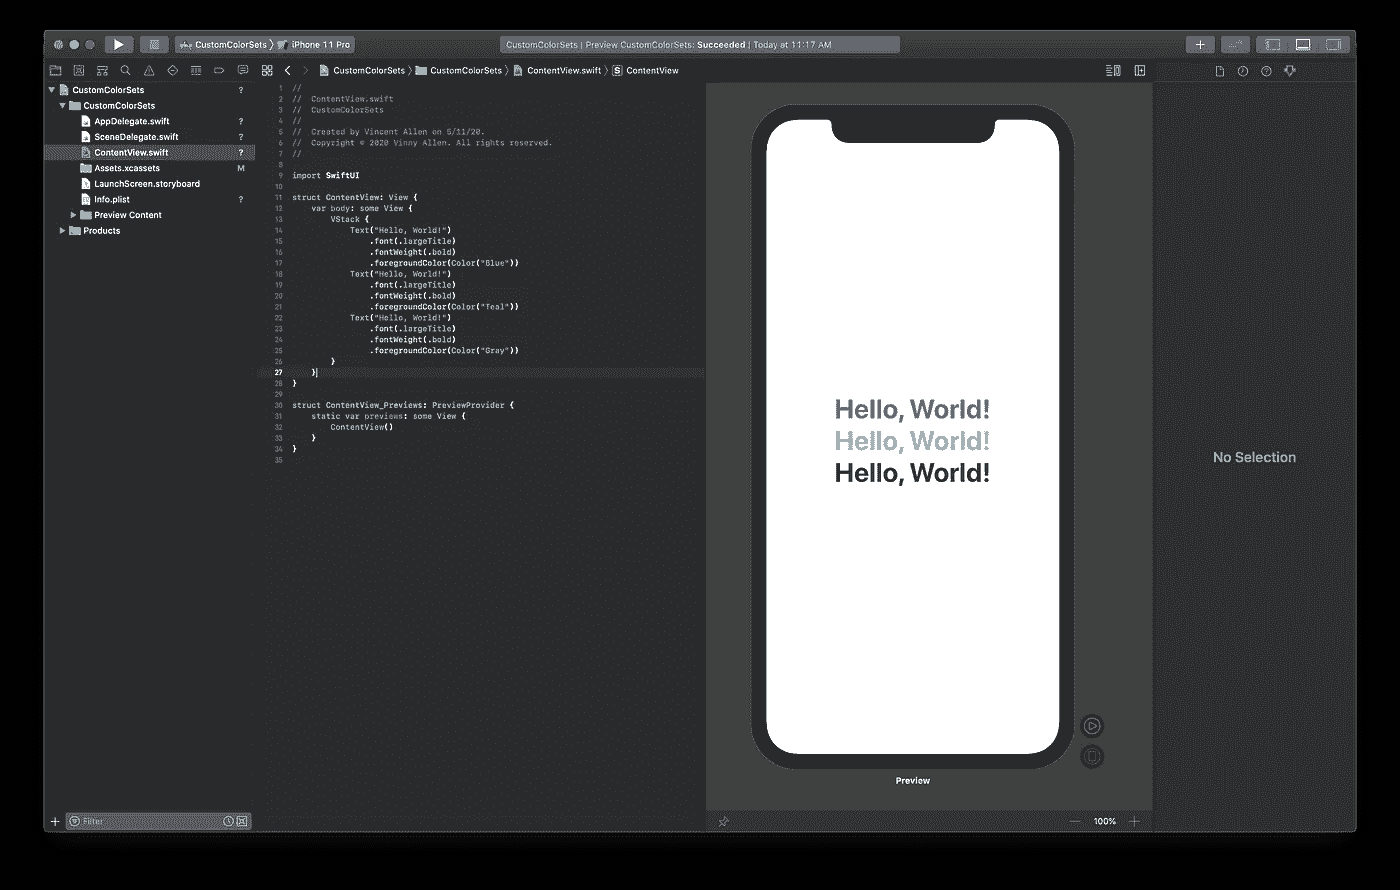 CustomColorSets 〉 iPhone 11 Pro
CustomColorSets | Preview CustomColorSets: Succeeded | Today at 11:17 AM
CustomColorSets 〉 CustomColorSets 〉 ContentView.swift 〉 S ContentView
CustomColorSets ?
CustomColorSets
AppDelegate.swift ?
SceneDelegate.swift ?
ContentView.swift ?
Assets.xcassets M
LaunchScreen.storyboard
Info.plist ?
Preview Content
Products
Filter
1 //
2 // ContentView.swift
3 // CustomColorSets
4 //
5 // Created by Vincent Allen on 5/11/20.
6 // Copyright © 2020 Vinny Allen. All rights reserved.
7 //
8
9 import SwiftUI
10
11 struct ContentView: View {
12 var body: some View {
13 VStack {
14 Text("Hello, World!")
15 .font(.largeTitle)
16 .fontWeight(.bold)
17 .foregroundColor(Color("Blue"))
18 Text("Hello, World!")
19 .font(.largeTitle)
20 .fontWeight(.bold)
21 .foregroundColor(Color("Teal"))
22 Text("Hello, World!")
23 .font(.largeTitle)
24 .fontWeight(.bold)
25 .foregroundColor(Color("Gray"))
26 }
27 }
28 }
29
30 struct ContentView_Previews: PreviewProvider {
31 static var previews: some View {
32 ContentView()
33 }
34 }
35
Hello, World!
Hello, World!
Hello, World!
Preview
100%
No Selection